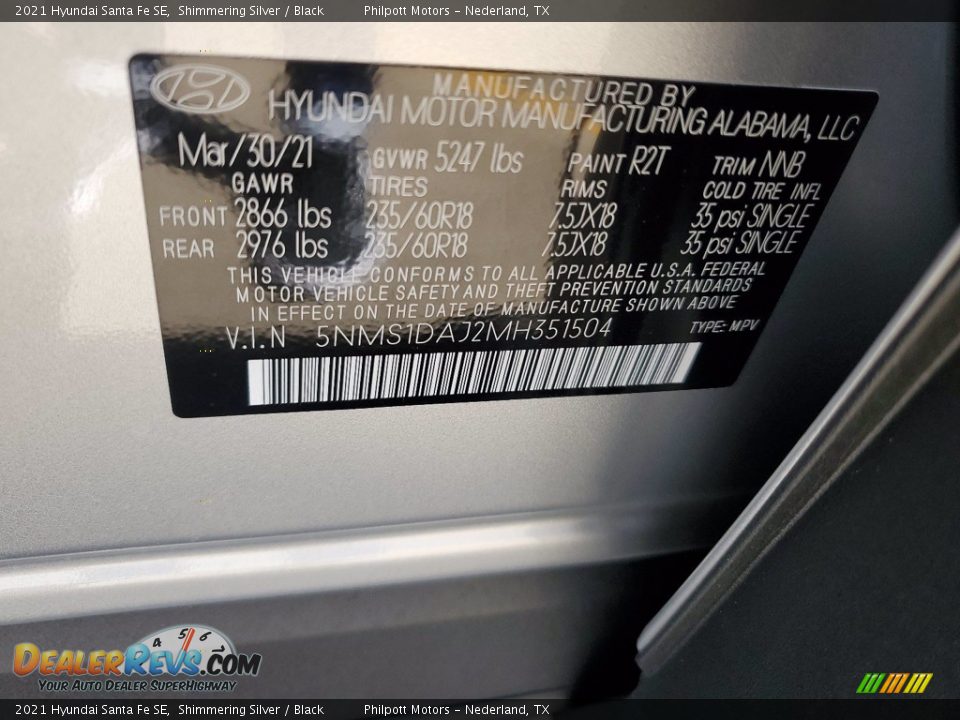 2021 Hyundai Santa Fe SE, Shimmering Silver / Black Philpott Motors - Nederland, TX
MANUFACTURED BY
HYUNDAI MOTOR MANUFACTURING ALABAMA, LLC
Mar/30/21 GVWR 5247 lbs PAINT R2T TRIM NNB
GAWR TIRES RIMS COLD TIRE INFL
FRONT 2866 lbs 235/60R18 7.5JX18 35 psi SINGLE
REAR 2976 lbs 235/60R18 7.5JX18 35 psi SINGLE
THIS VEHICLE CONFORMS TO ALL APPLICABLE U.S.A. FEDERAL
MOTOR VEHICLE SAFETY AND THEFT PREVENTION STANDARDS
IN EFFECT ON THE DATE OF MANUFACTURE SHOWN ABOVE
V.I.N 5NMS1DAJ2MH351504 TYPE: MPV
4 5 6 7
DEALERREVS.COM
YOUR AUTO DEALER SUPERHIGHWAY
2021 Hyundai Santa Fe SE, Shimmering Silver / Black Philpott Motors - Nederland, TX